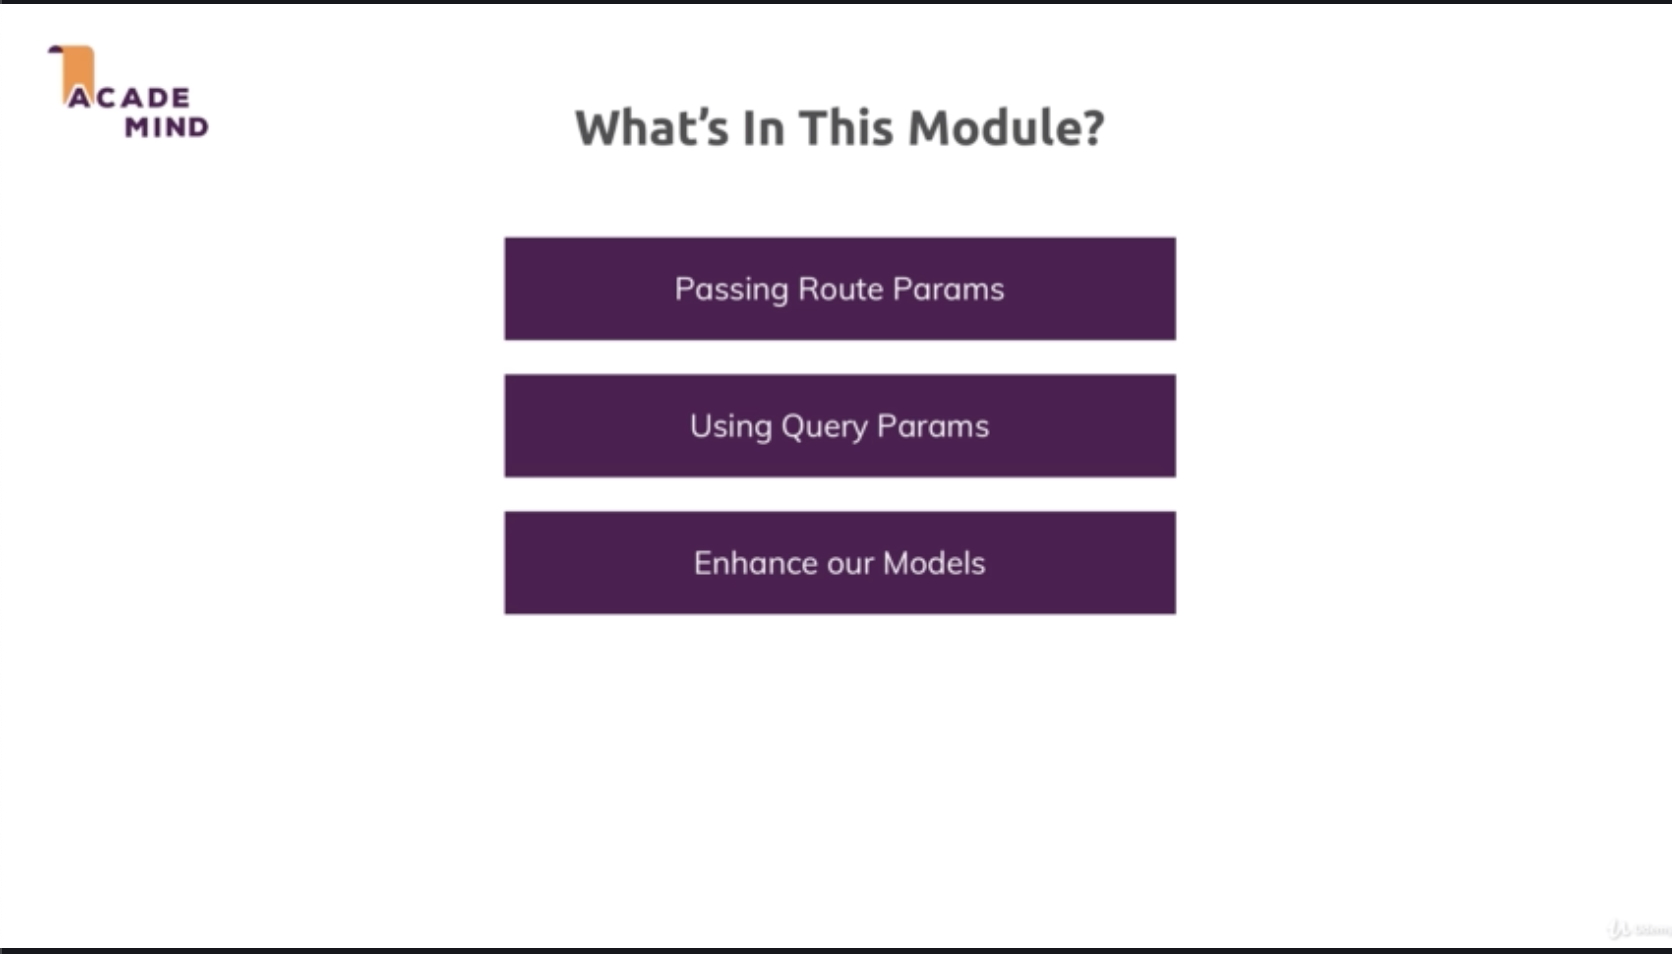 ACADE
MIND
What's In This Module?
Passing Route Params
Using Query Params
Enhance our Models